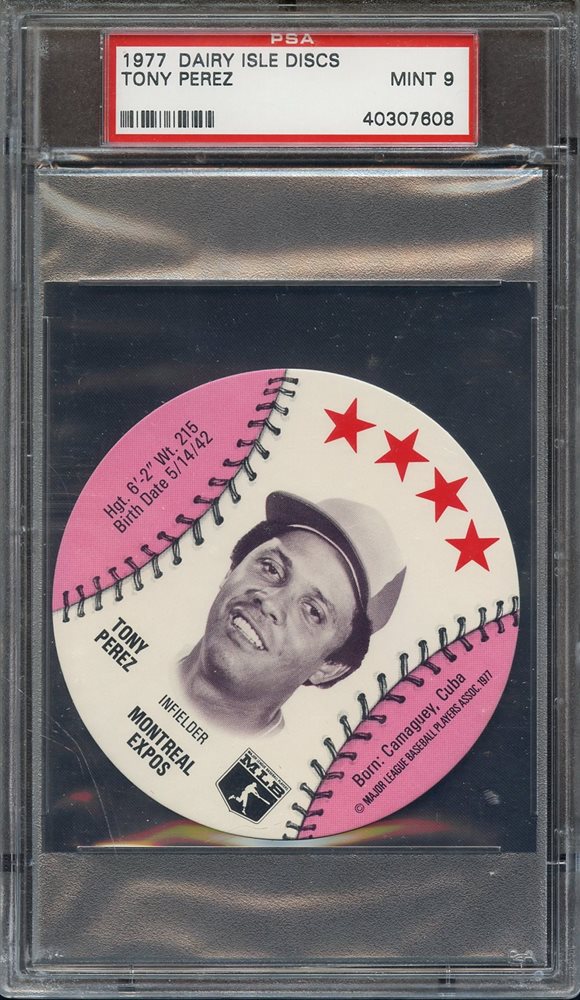 PSA
1977 DAIRY ISLE DISCS
TONY PEREZ MINT 9
40307608
Hgt. 6'-2" Wt. 215
Birth Date 5/14/42
TONY
PEREZ
INFIELDER
MONTREAL
EXPOS
MLB
Born: Camaguey, Cuba
© MAJOR LEAGUE BASEBALL PLAYERS ASSOC. 1977